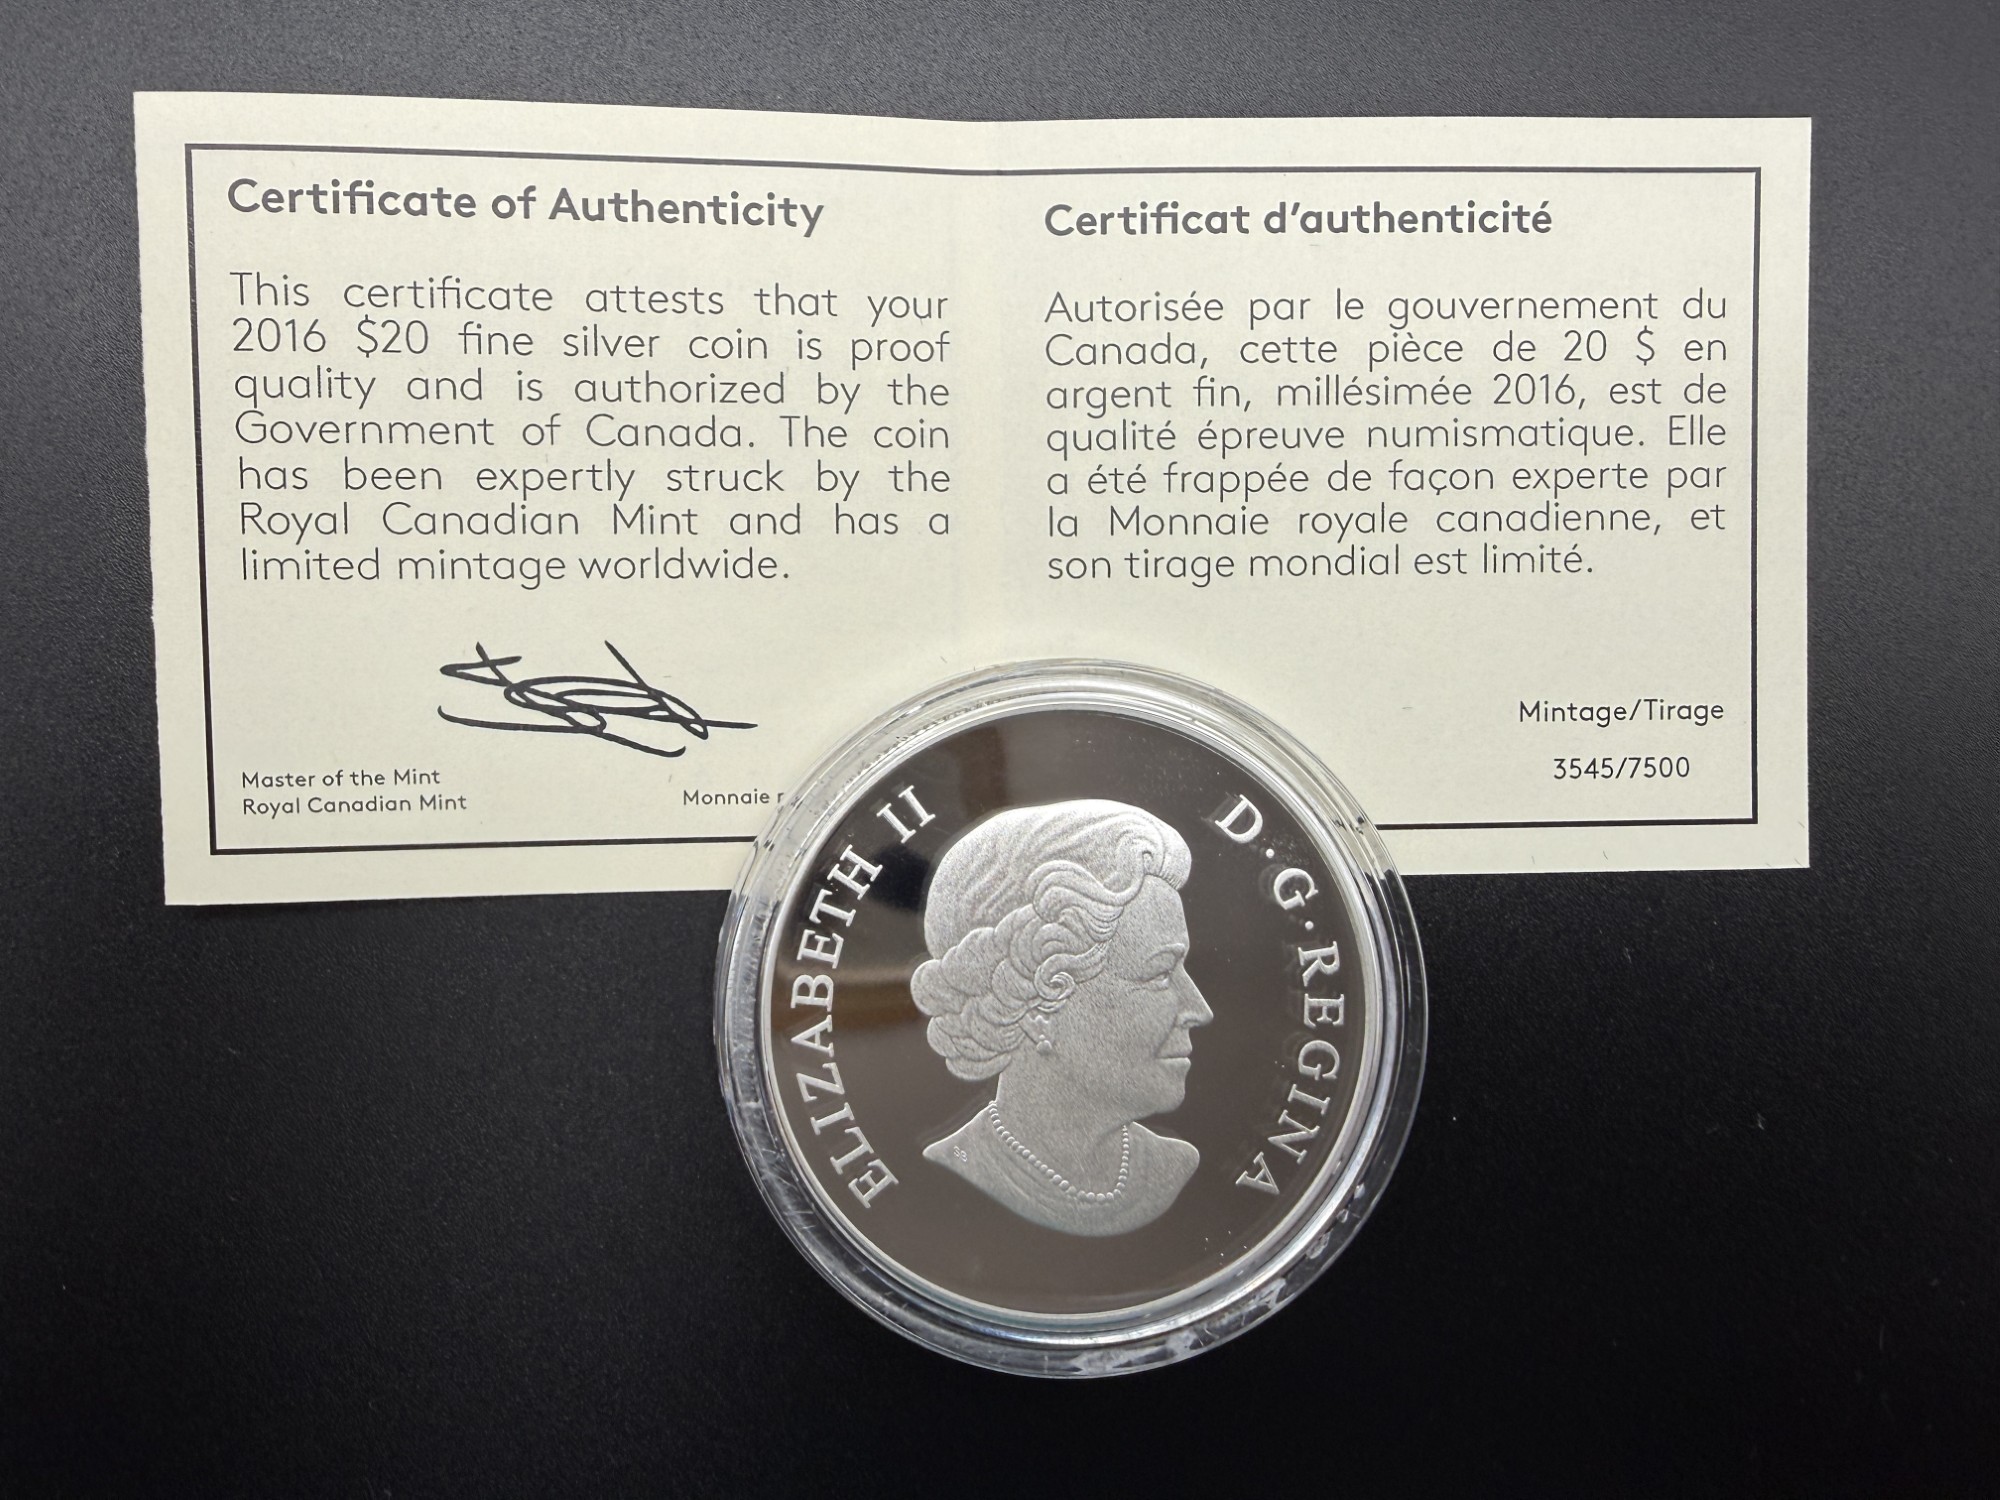 Certificate of Authenticity
This certificate attests that your
2016 $20 fine silver coin is proof
quality and is authorized by the
Government of Canada. The coin
has been expertly struck by the
Royal Canadian Mint and has a
limited mintage worldwide.
Master of the Mint
Royal Canadian Mint
Monnaie r
Certificat d'authenticité
Autorisée par le gouvernement du
Canada, cette pièce de 20 $ en
argent fin, millésimée 2016, est de
qualité épreuve numismatique. Elle
a été frappée de façon experte par
la Monnaie royale canadienne, et
son tirage mondial est limité.
Mintage/Tirage
3545/7500
ELIZABETH II
D·G·REGINA
SB